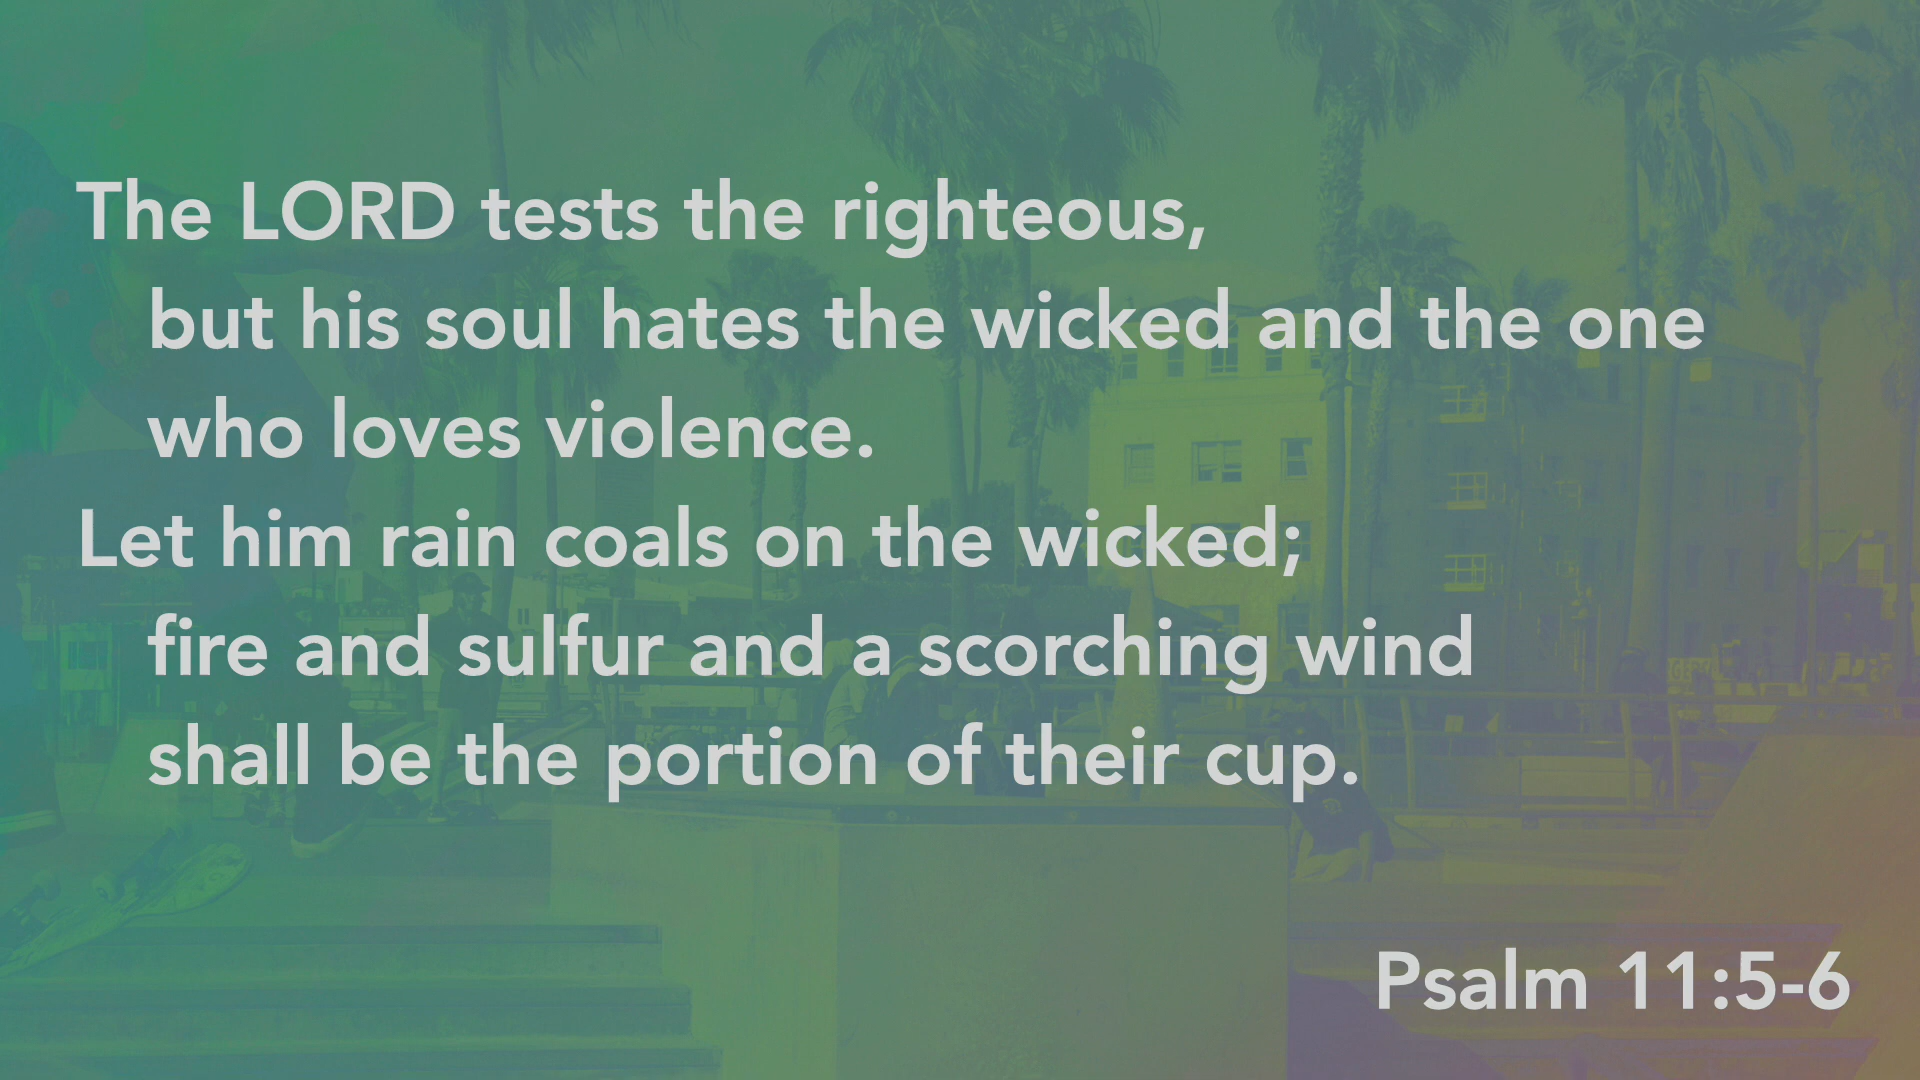 The LORD tests the righteous,
but his soul hates the wicked and the one
who loves violence.
Let him rain coals on the wicked;
fire and sulfur and a scorching wind
shall be the portion of their cup.
Psalm 11:5-6